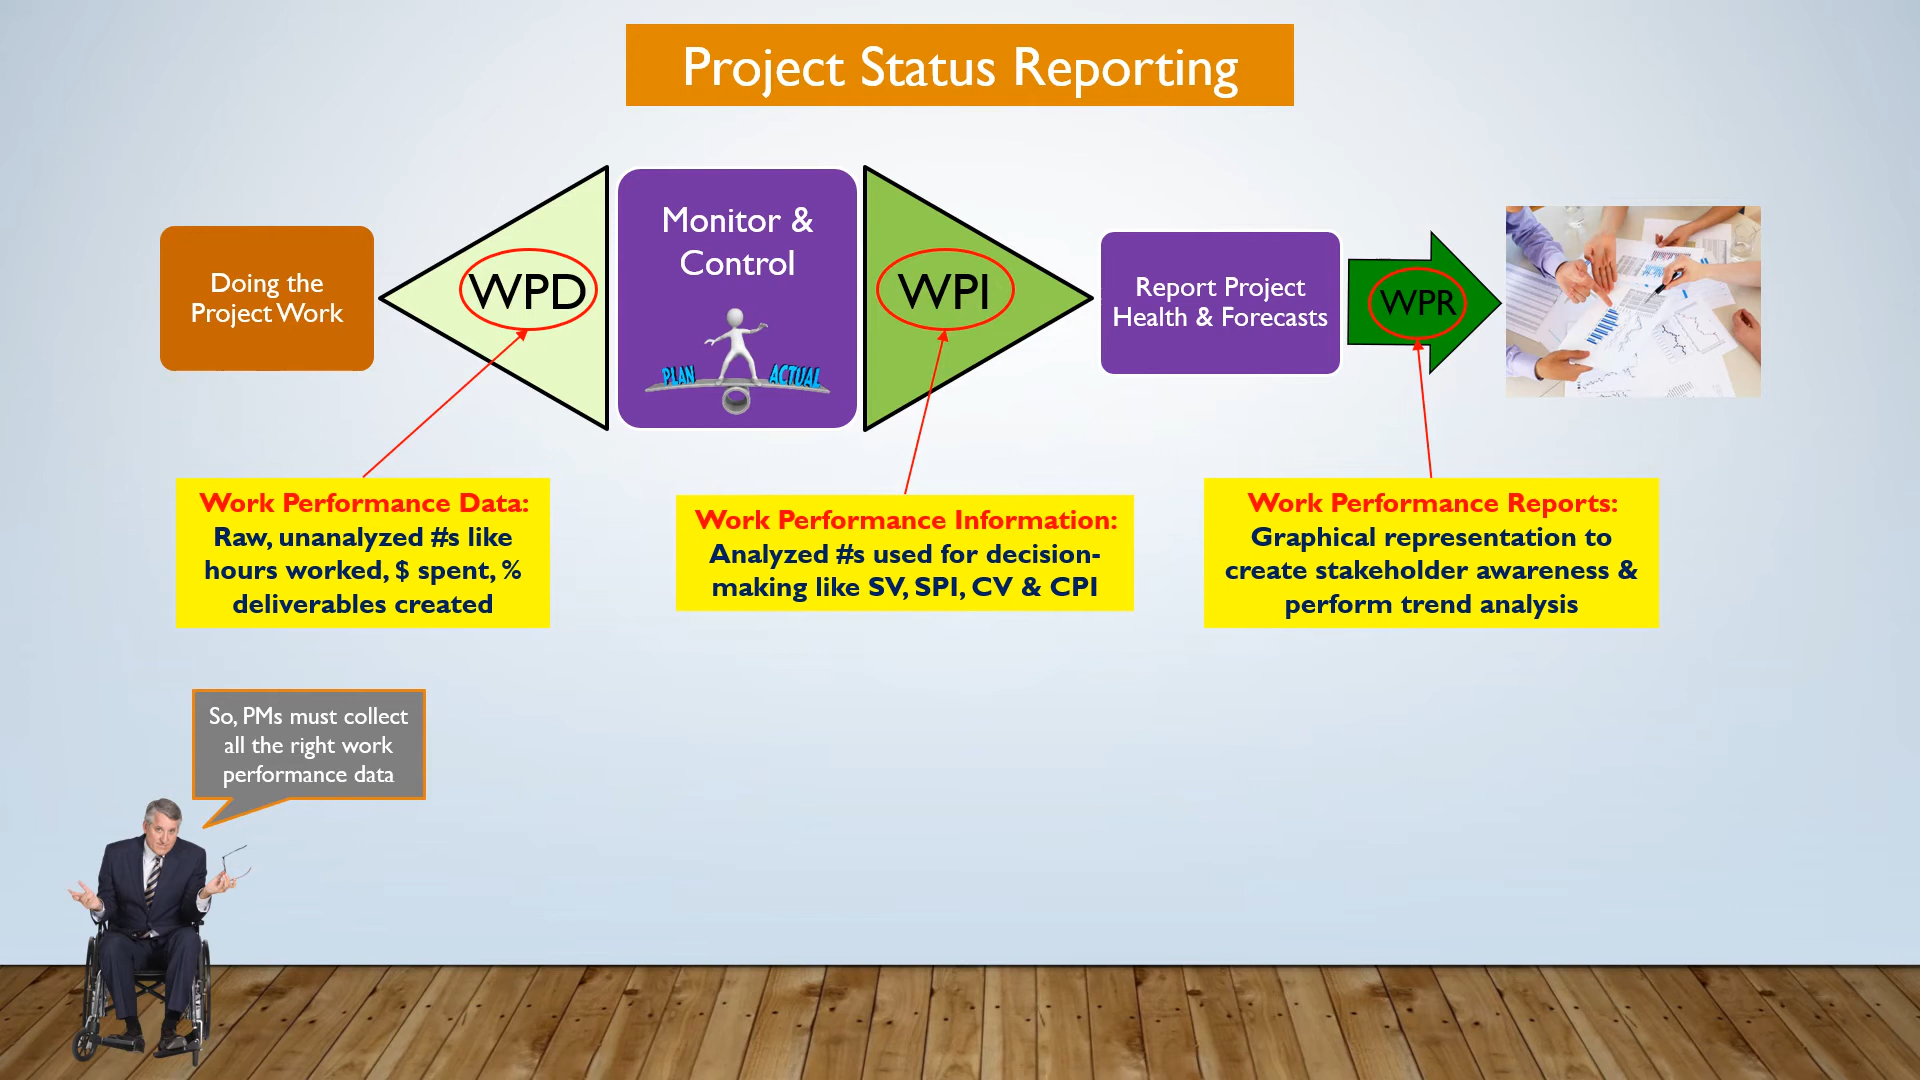 Project Status Reporting
Doing the
Project Work
WPD
Monitor &
Control
PLAN
ACTUAL
WPI
Report Project
Health & Forecasts
WPR
Work Performance Data:
Raw, unanalyzed #s like
hours worked, $ spent, %
deliverables created
Work Performance Information:
Analyzed #s used for decision-
making like SV, SPI, CV & CPI
Work Performance Reports:
Graphical representation to
create stakeholder awareness &
perform trend analysis
So, PMs must collect
all the right work
performance data